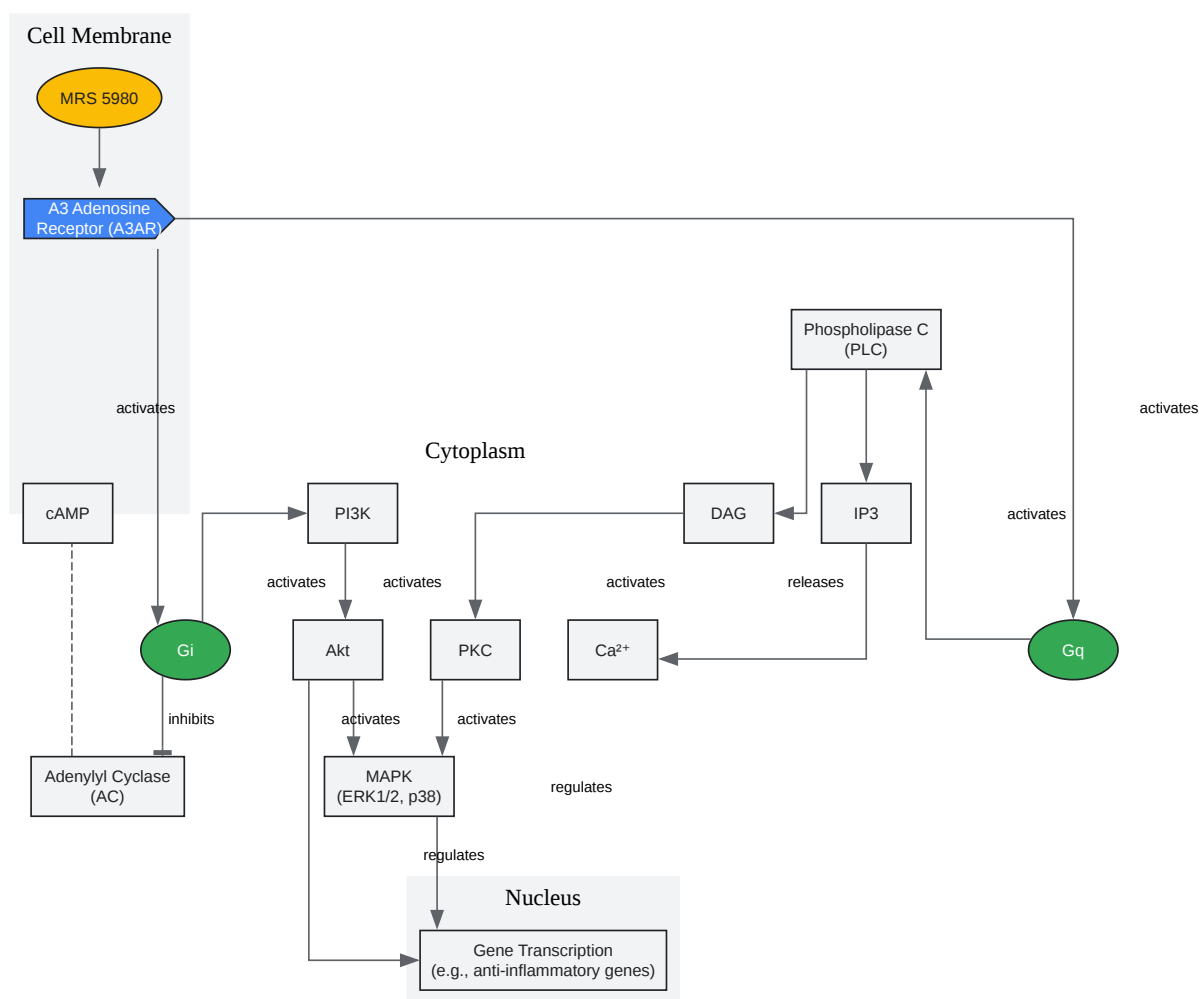 Cell Membrane
MRS 5980
A3 Adenosine
Receptor (A3AR)
Phospholipase C
(PLC)
activates
activates
Cytoplasm
cAMP
PI3K
DAG
IP3
activates
activates
activates
activates
releases
Gi
Akt
PKC
Ca²⁺
Gq
inhibits
activates
activates
Adenylyl Cyclase
(AC)
MAPK
(ERK1/2, p38)
regulates
regulates
Nucleus
Gene Transcription
(e.g., anti-inflammatory genes)